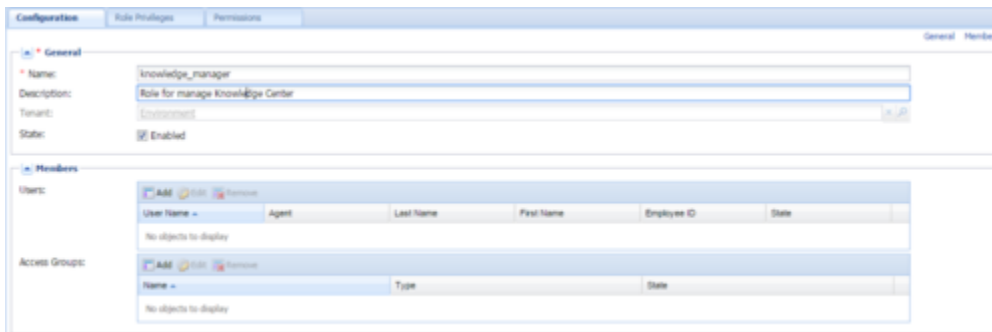 Configuration Role Privileges Permissions
General Membe
* General
* Name: knowledge_manager
Description: Role for manage Knowledge Center
Tenant: Environment
State: Enabled
Members
Users: Add Edit Remove
User Name Agent Last Name First Name Employee ID State
No objects to display
Access Groups: Add Edit Remove
Name Type State
No objects to display